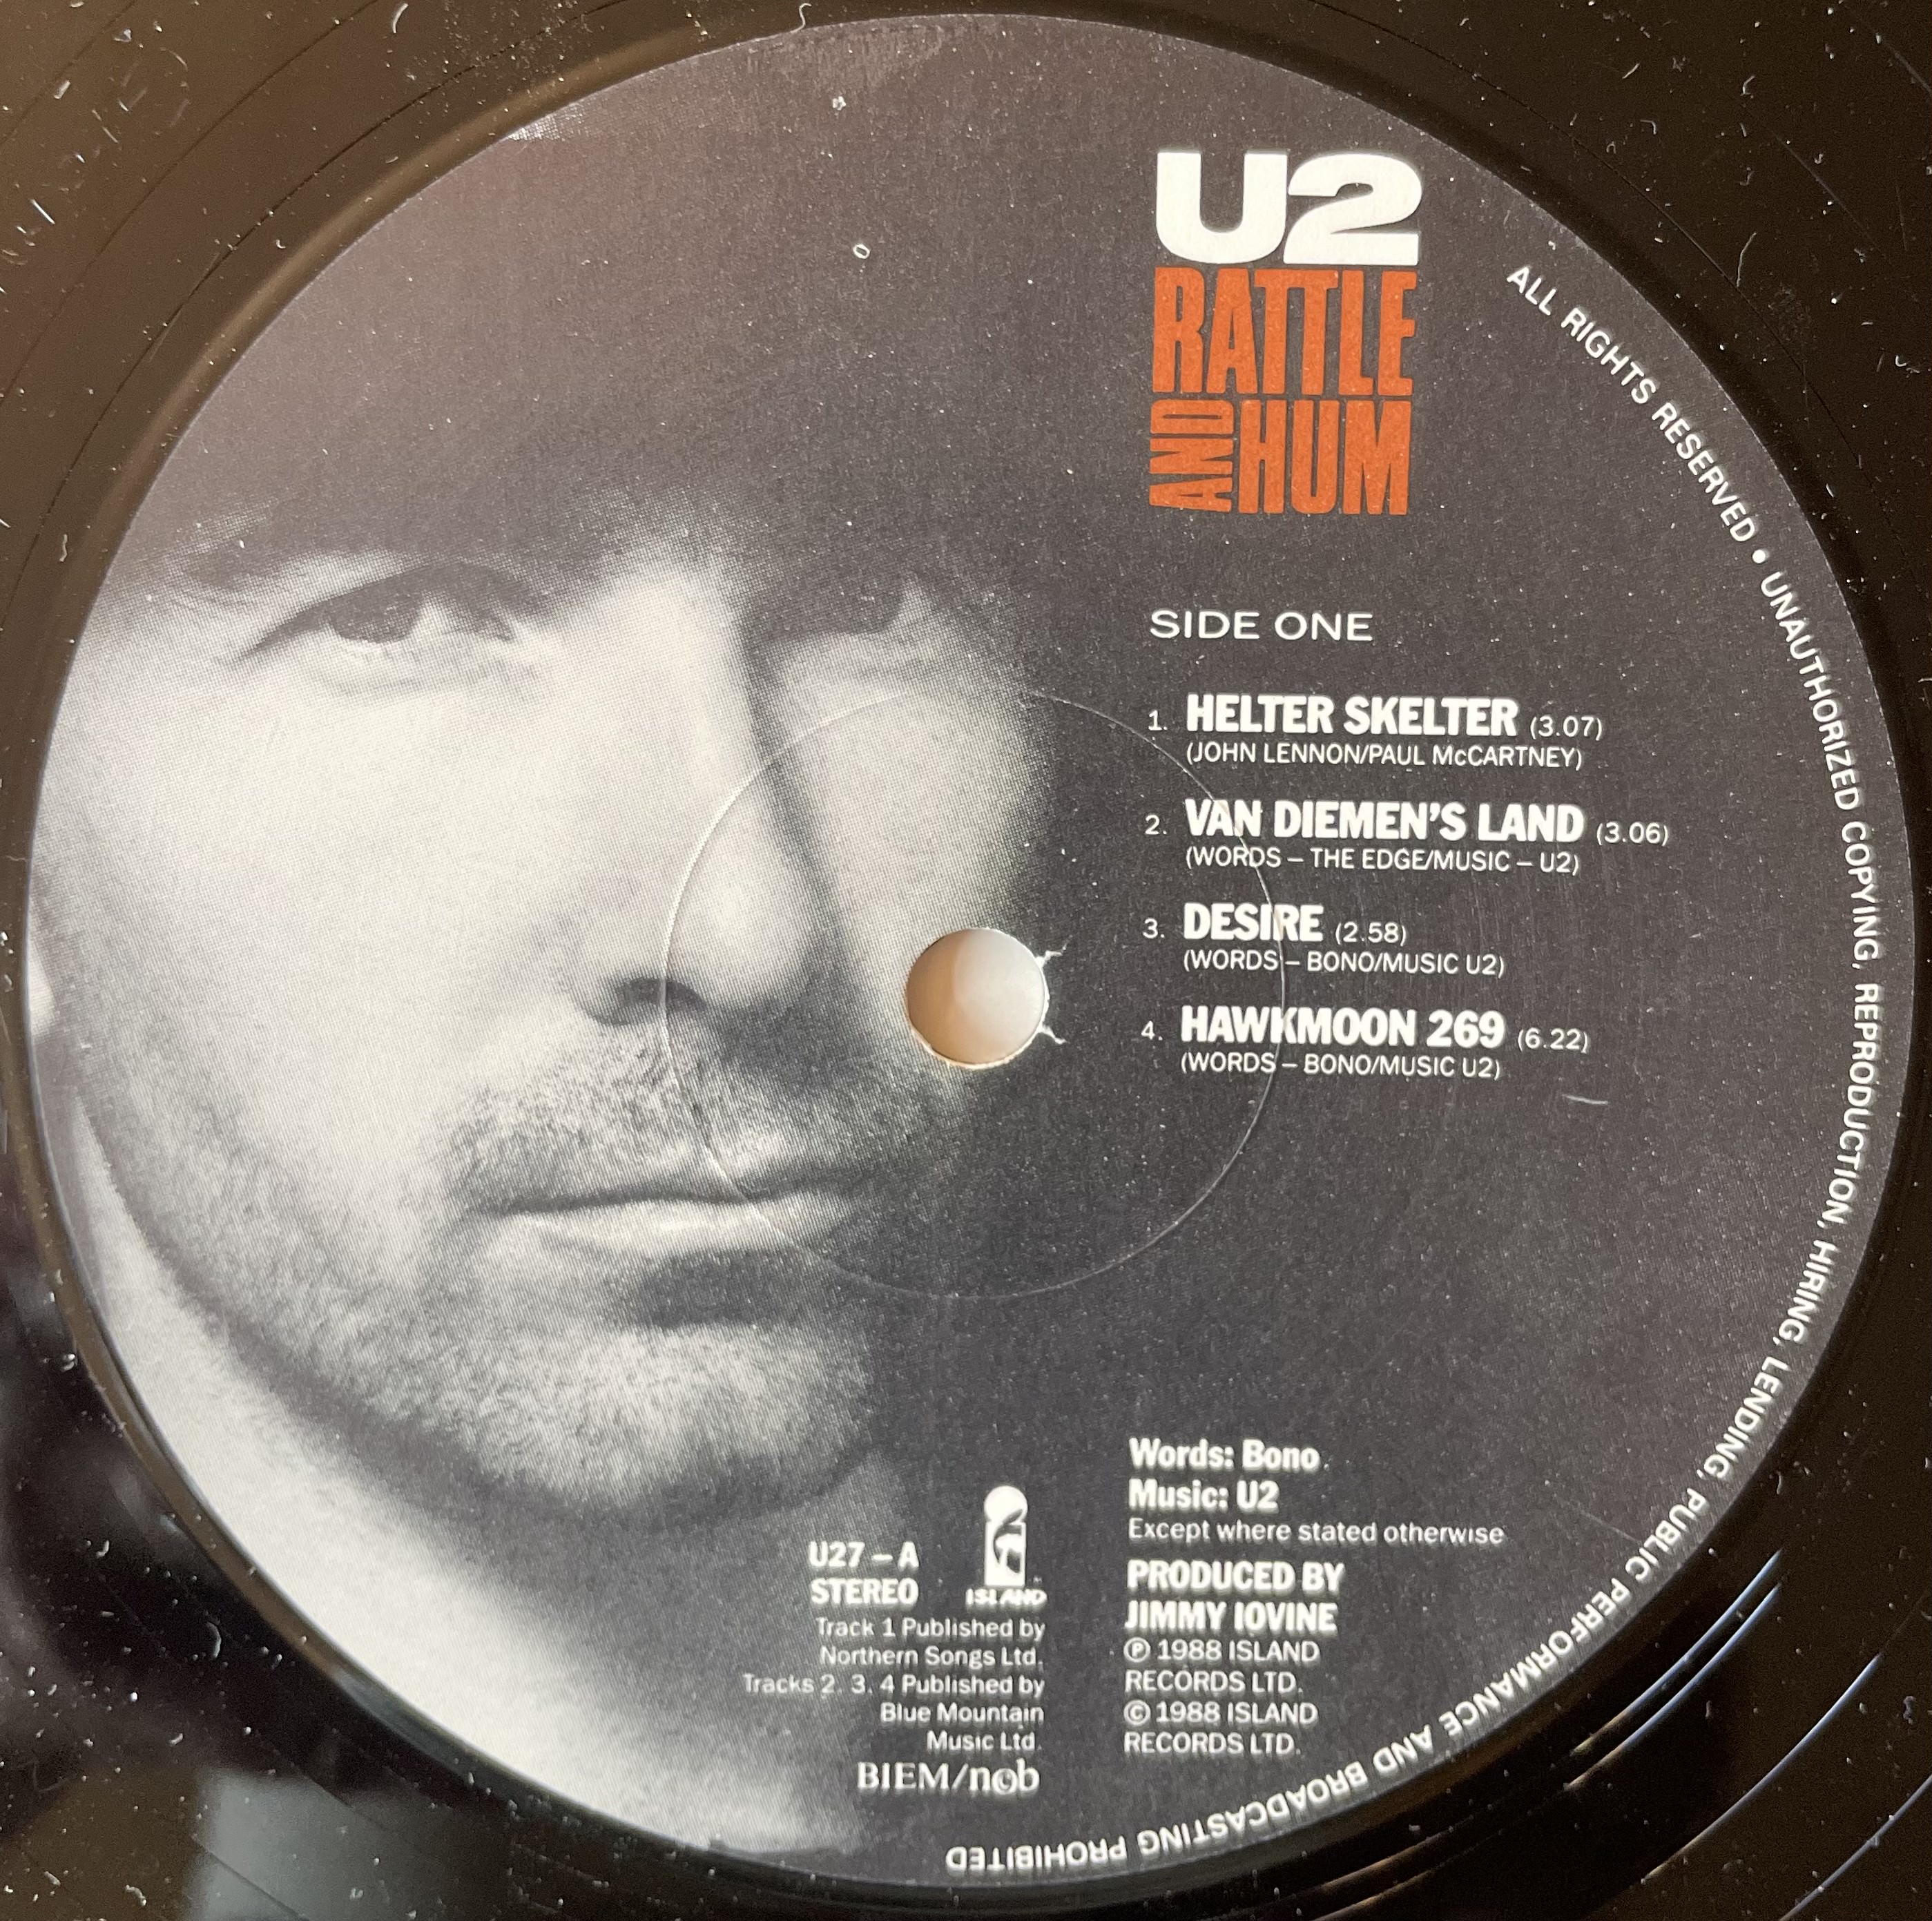 U2
RATTLE
AND HUM
SIDE ONE
1. HELTER SKELTER (3.07)
(JOHN LENNON/PAUL McCARTNEY)
2. VAN DIEMEN'S LAND (3.06)
(WORDS – THE EDGE/MUSIC – U2)
3. DESIRE (2.58)
(WORDS – BONO/MUSIC U2)
4. HAWKMOON 269 (6.22)
(WORDS – BONO/MUSIC U2)
Words: Bono
Music: U2
Except where stated otherwise
PRODUCED BY
JIMMY IOVINE
Ⓟ 1988 ISLAND
RECORDS LTD.
© 1988 ISLAND
RECORDS LTD.
U27 – A
STEREO
ISLAND
Track 1 Published by
Northern Songs Ltd.
Tracks 2, 3, 4 Published by
Blue Mountain
Music Ltd.
BIEM/ncb
ALL RIGHTS RESERVED • UNAUTHORIZED COPYING, REPRODUCTION, HIRING, LENDING, PUBLIC PERFORMANCE AND BROADCASTING PROHIBITED